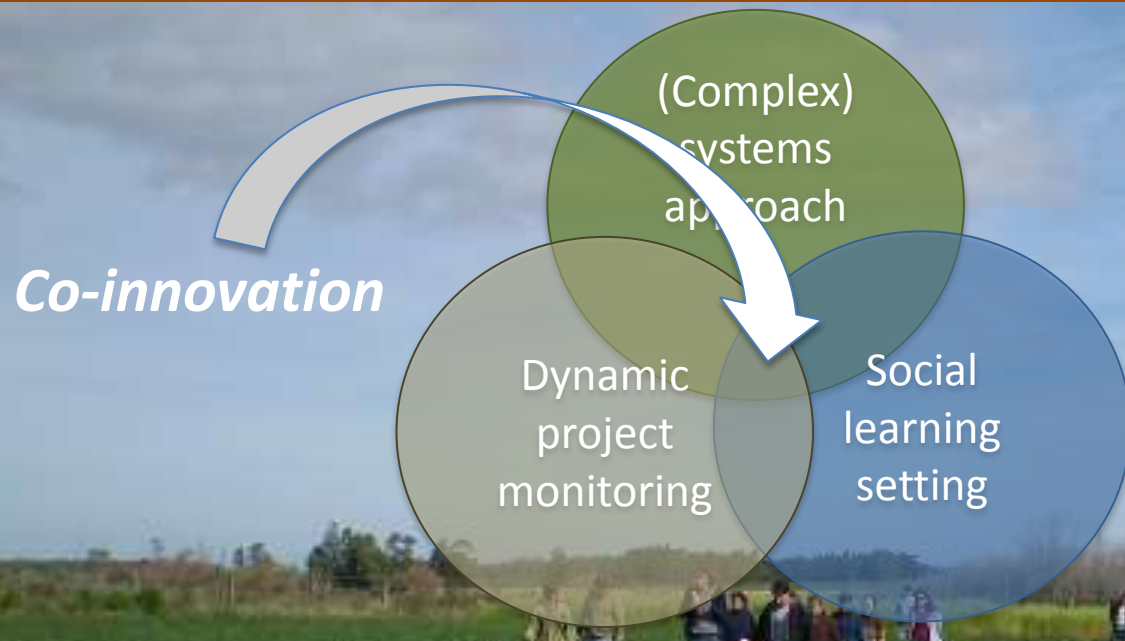 (Complex)
systems
approach
Co-innovation
Dynamic
project
monitoring
Social
learning
setting